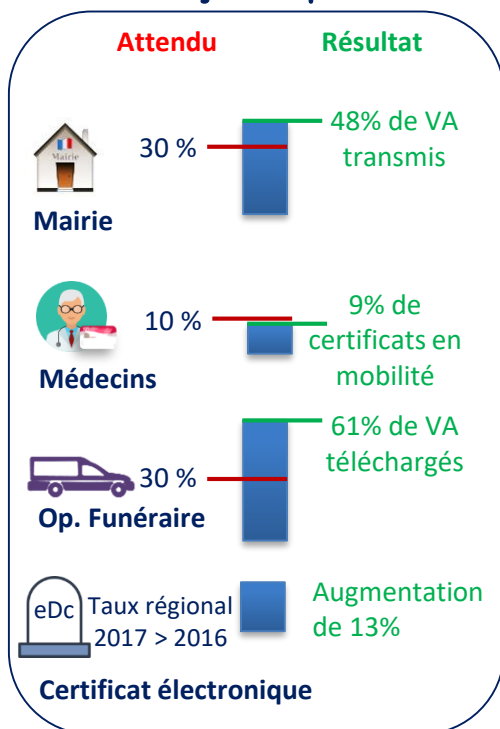 Attendu
Résultat
Mairie
30 %
48% de VA
transmis
Mairie
10 %
9% de
certificats en
mobilité
Médecins
30 %
61% de VA
téléchargés
Op. Funéraire
eDc
Taux régional
2017 > 2016
Augmentation
de 13%
Certificat électronique